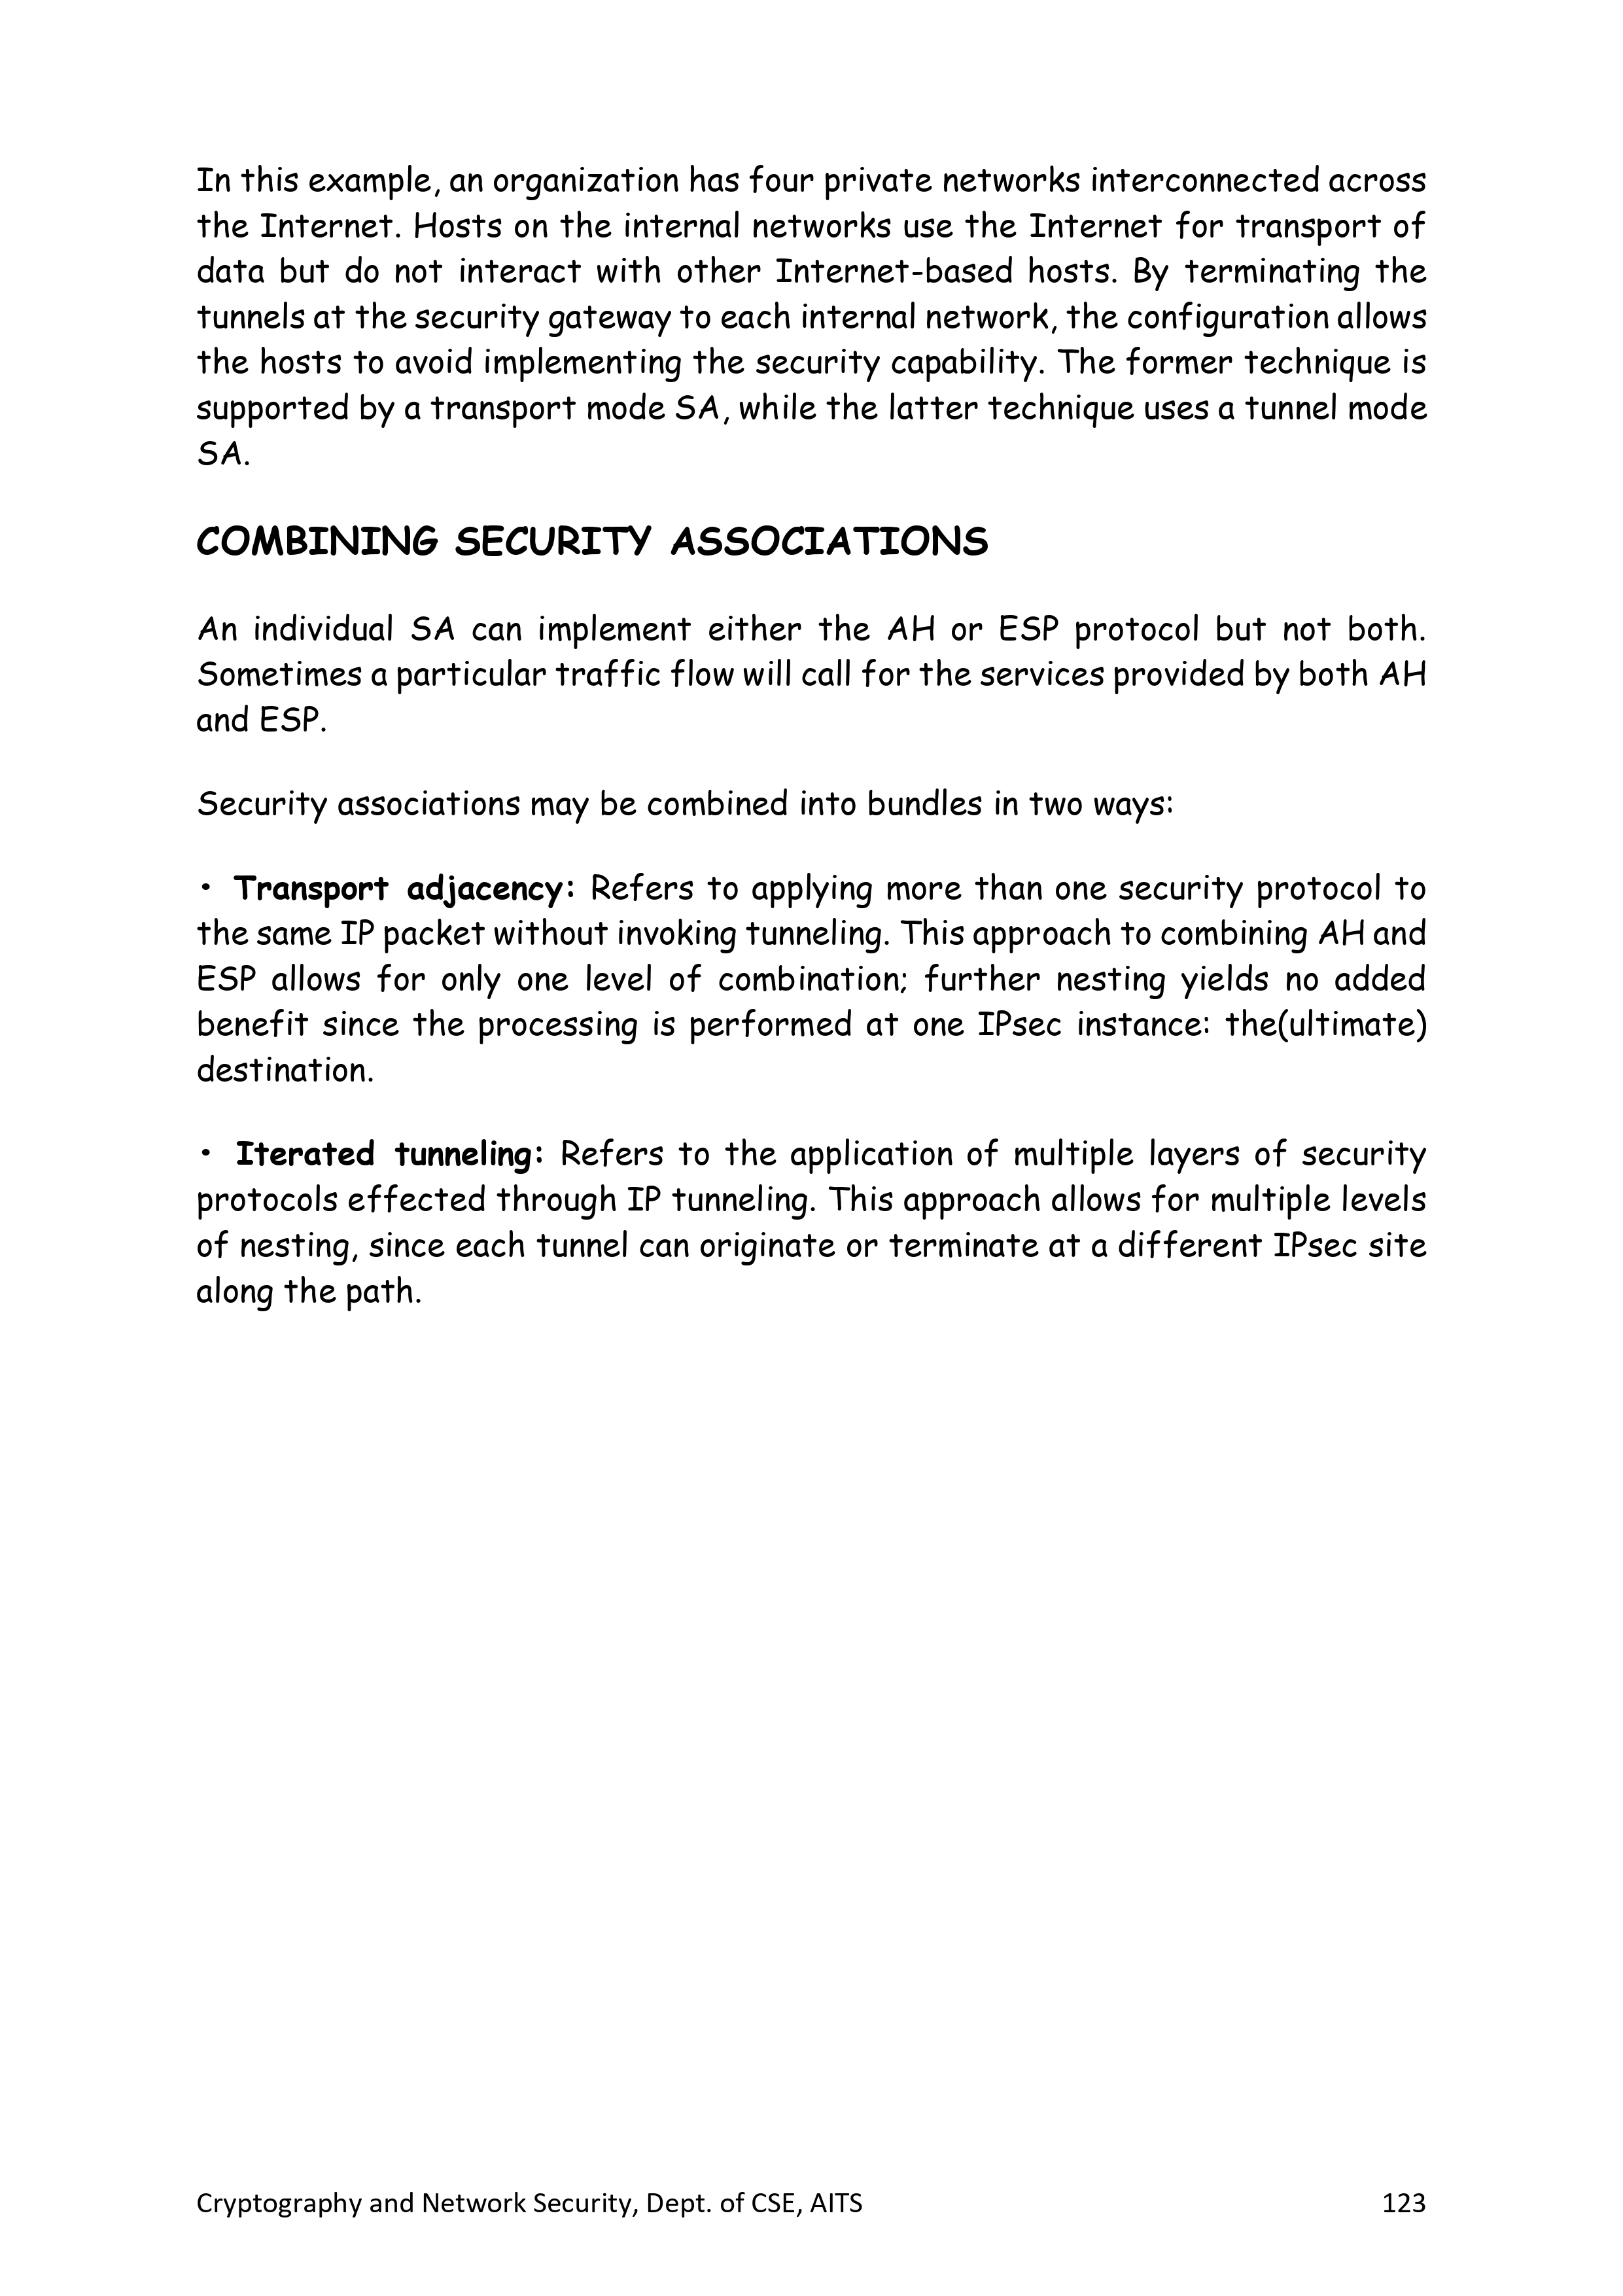 In this example, an organization has four private networks interconnected across
the Internet. Hosts on the internal networks use the Internet for transport of
data but do not interact with other Internet-based hosts. By terminating the
tunnels at the security gateway to each internal network, the configuration allows
the hosts to avoid implementing the security capability. The former technique is
supported by a transport mode SA, while the latter technique uses a tunnel mode
SA.
COMBINING SECURITY ASSOCIATIONS
An individual SA can implement either the AH or ESP protocol but not both.
Sometimes a particular traffic flow will call for the services provided by both AH
and ESP.
Security associations may be combined into bundles in two ways:
• Transport adjacency: Refers to applying more than one security protocol to
the same IP packet without invoking tunneling. This approach to combining AH and
ESP allows for only one level of combination; further nesting yields no added
benefit since the processing is performed at one IPsec instance: the(ultimate)
destination.
• Iterated tunneling: Refers to the application of multiple layers of security
protocols effected through IP tunneling. This approach allows for multiple levels
of nesting, since each tunnel can originate or terminate at a different IPsec site
along the path.
Cryptography and Network Security, Dept. of CSE, AITS 123